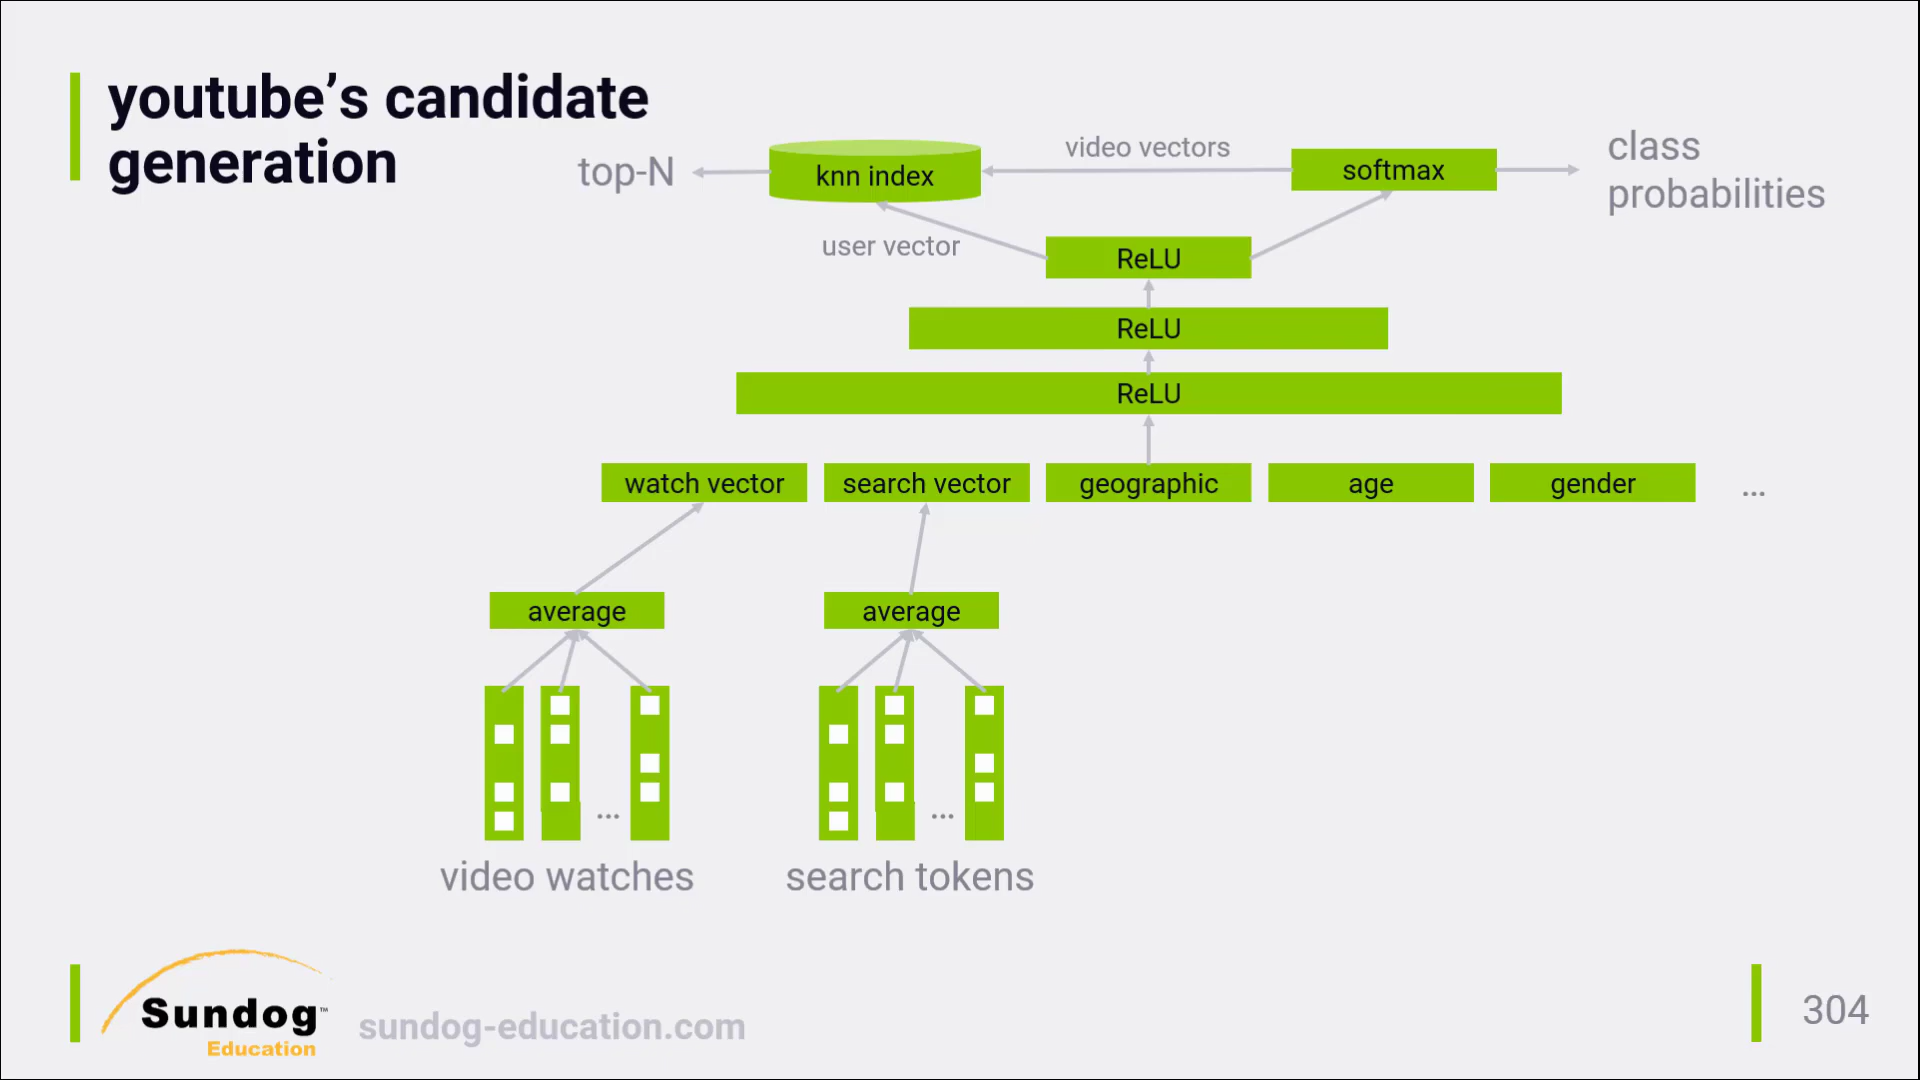 youtube's candidate
generation
top-N
knn index
video vectors
softmax
class
probabilities
user vector
ReLU
ReLU
ReLU
watch vector
search vector
geographic
age
gender
...
average
average
...
...
video watches
search tokens
Sundog™
Education
sundog-education.com
304